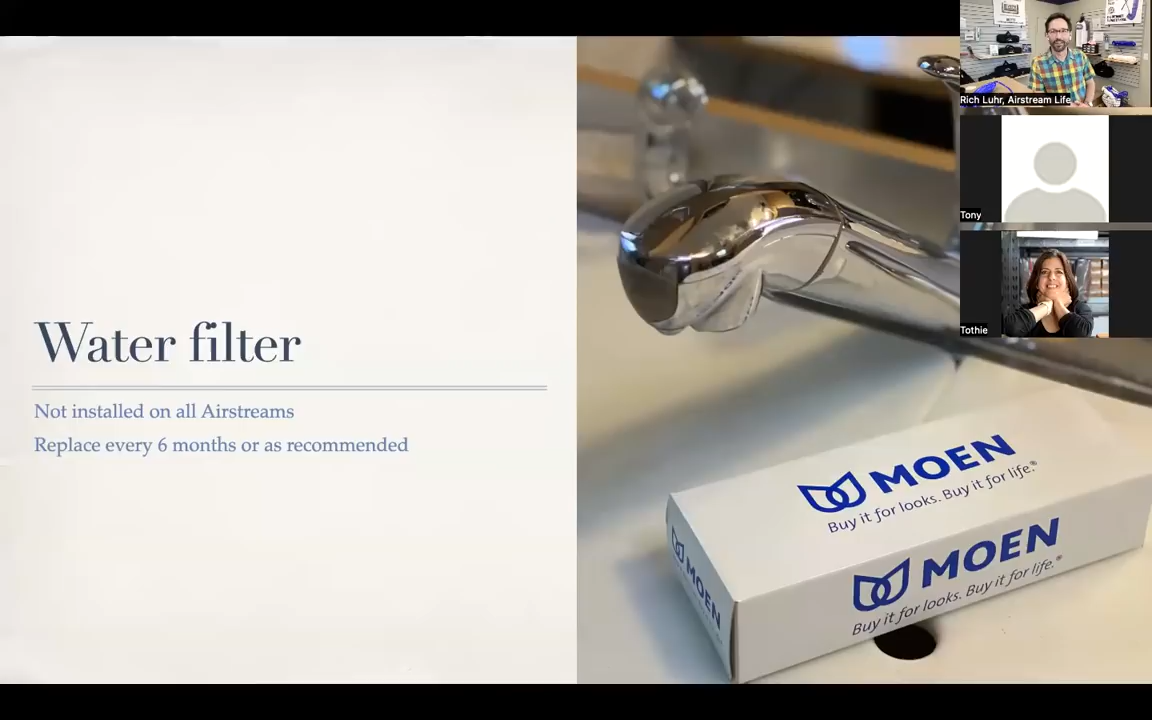 Water filter
Not installed on all Airstreams
Replace every 6 months or as recommended
MOEN
Buy it for looks. Buy it for life.®
MOEN
Buy it for looks. Buy it for life.®
MOEN
Rich Luhr, Airstream Life
Tony
Tothie